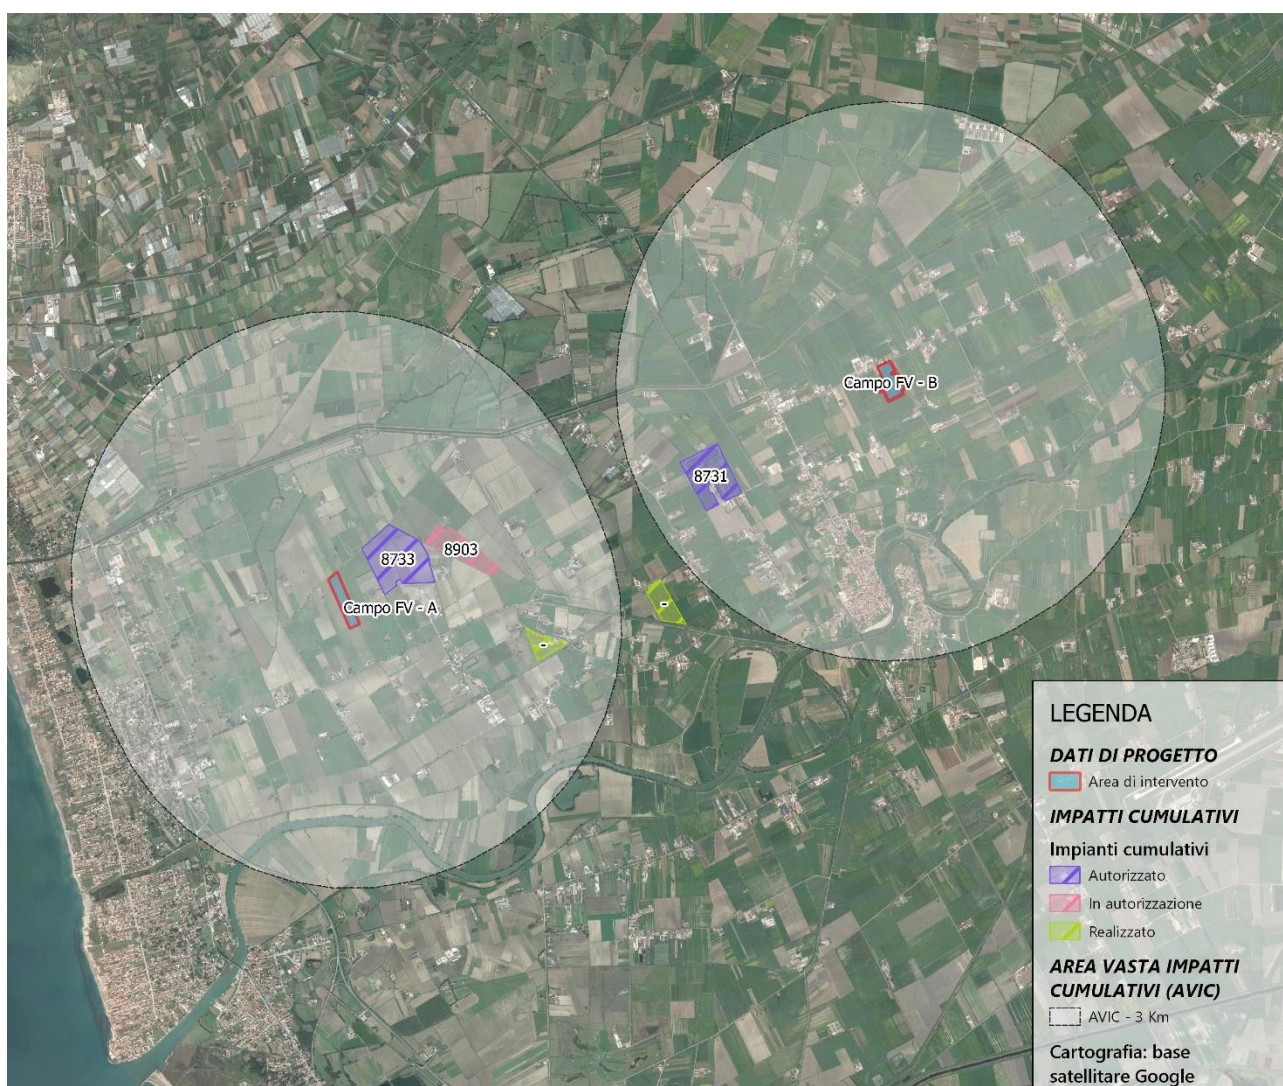 Campo FV - B
8731
8733
8903
Campo FV - A
-
-
LEGENDA
DATI DI PROGETTO
Area di intervento
IMPATTI CUMULATIVI
Impianti cumulativi
Autorizzato
In autorizzazione
Realizzato
AREA VASTA IMPATTI
CUMULATIVI (AVIC)
AVIC - 3 Km
Cartografia: base
satellitare Google